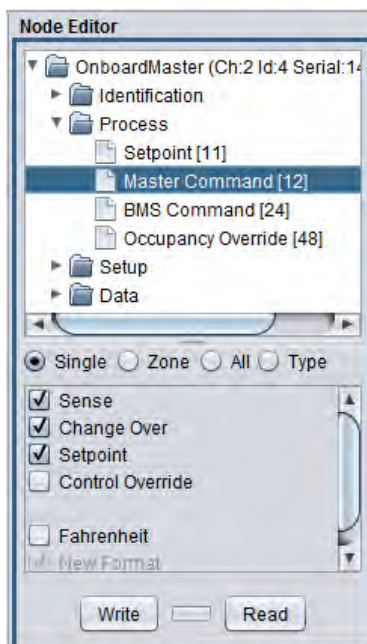 Node Editor
OnboardMaster (Ch:2 Id:4 Serial:14
Identification
Process
Setpoint [11]
Master Command [12]
BMS Command [24]
Occupancy Override [48]
Setup
Data
Single Zone All Type
Sense
Change Over
Setpoint
Control Override
Fahrenheit
New Format
Write Read